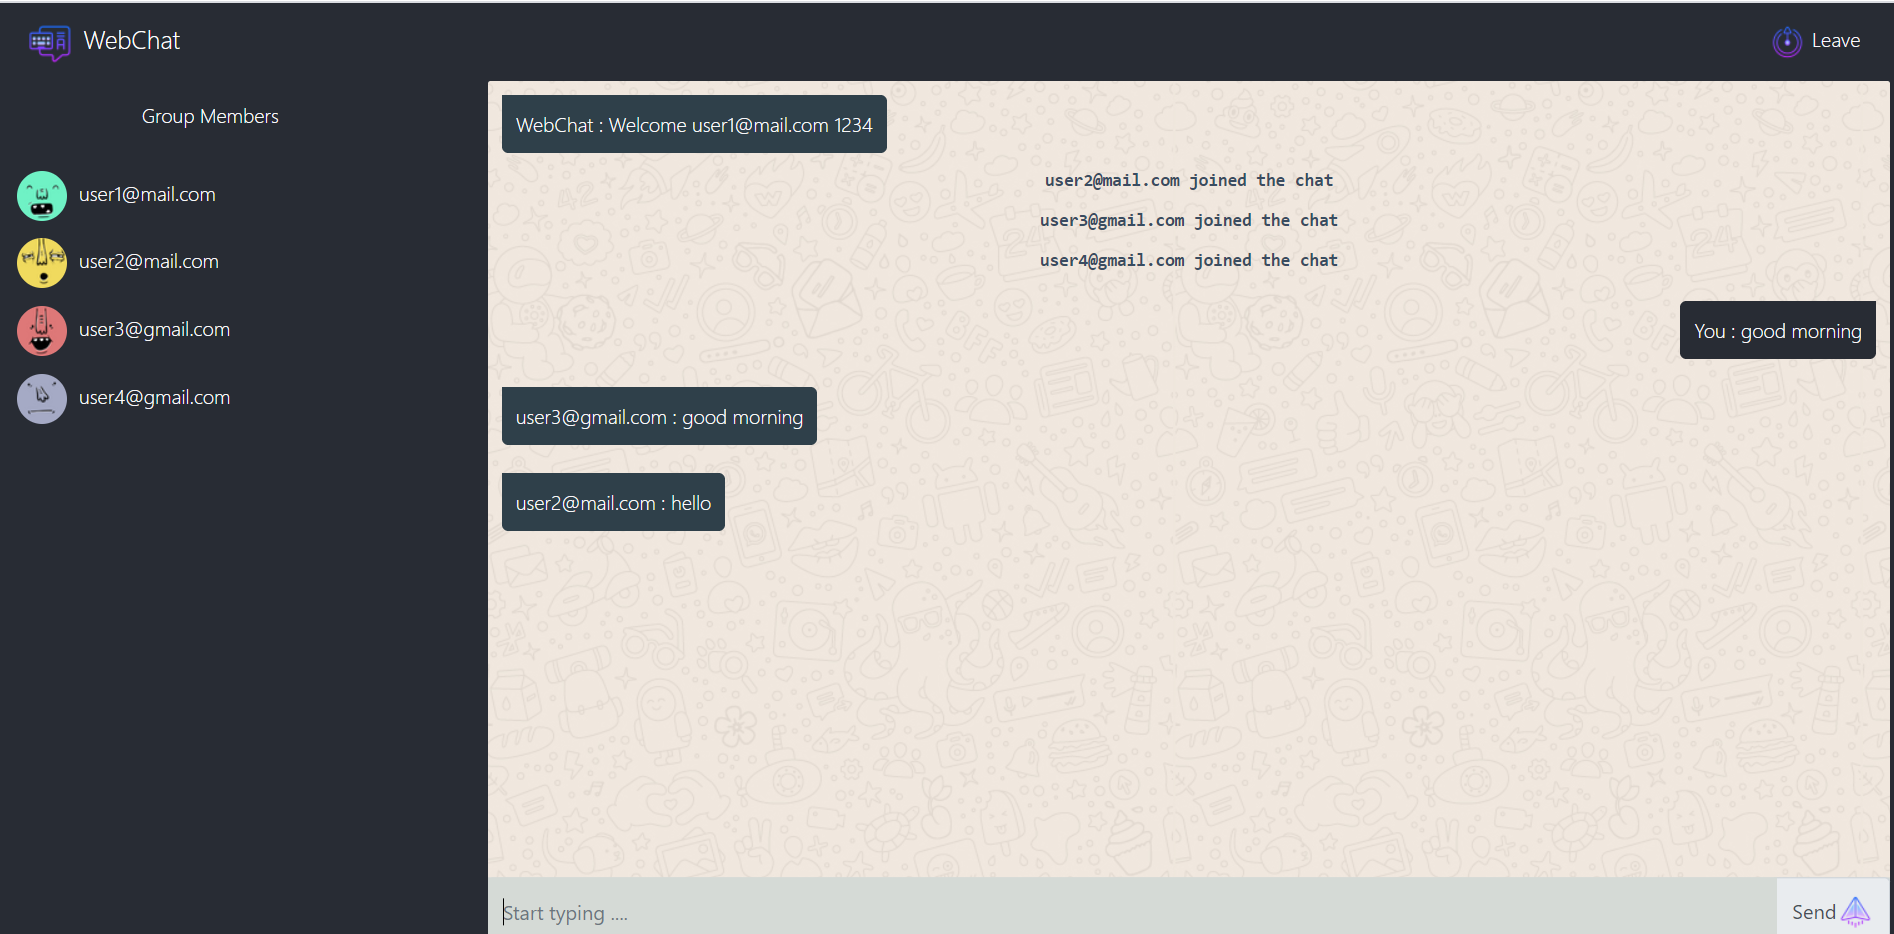 WebChat
Leave
Group Members
user1@mail.com
user2@mail.com
user3@gmail.com
user4@gmail.com
WebChat : Welcome user1@mail.com 1234
user2@mail.com joined the chat
user3@gmail.com joined the chat
user4@gmail.com joined the chat
You : good morning
user3@gmail.com : good morning
user2@mail.com : hello
Start typing ....
Send